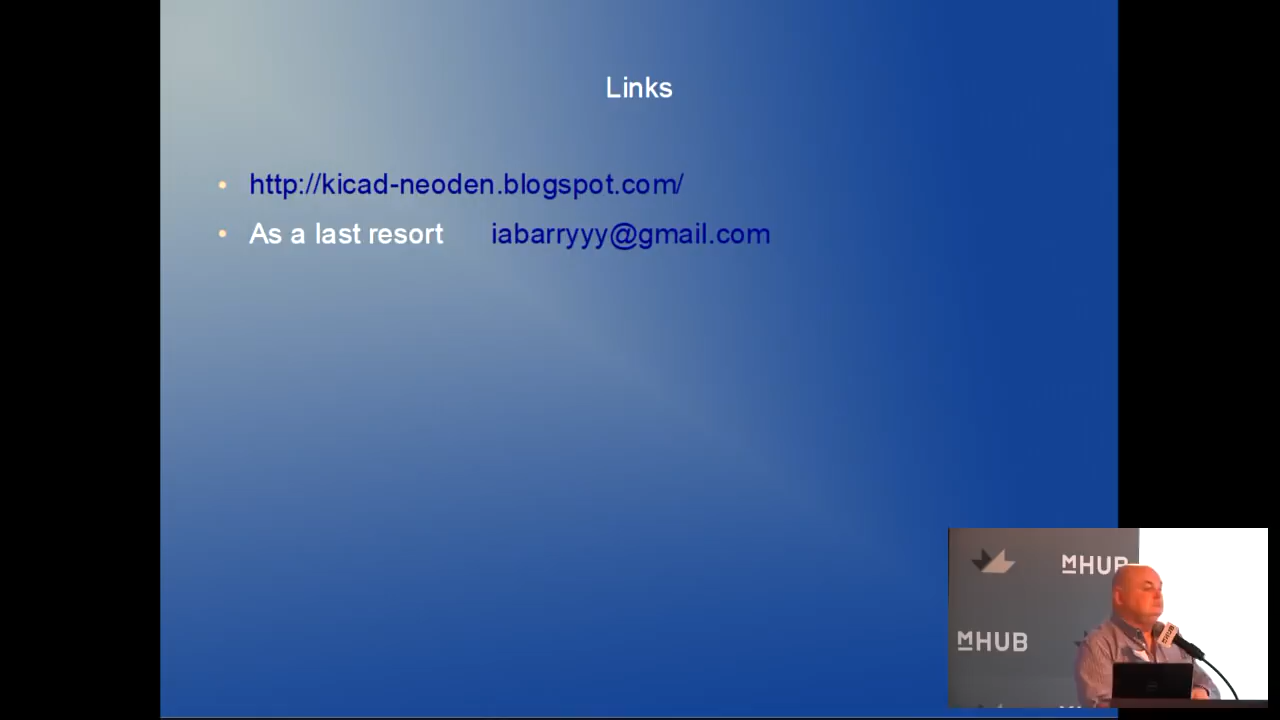 Links
• http://kicad-neoden.blogspot.com/
• As a last resort iabarryyy@gmail.com
MHUB
MHUB